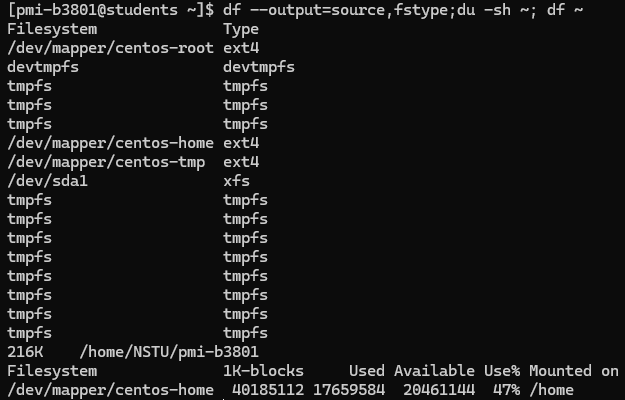 [pmi-b3801@students ~]$ df --output=source,fstype;du -sh ~; df ~
Filesystem              Type
/dev/mapper/centos-root ext4
devtmpfs                devtmpfs
tmpfs                   tmpfs
tmpfs                   tmpfs
tmpfs                   tmpfs
/dev/mapper/centos-home ext4
/dev/mapper/centos-tmp  ext4
/dev/sda1               xfs
tmpfs                   tmpfs
tmpfs                   tmpfs
tmpfs                   tmpfs
tmpfs                   tmpfs
tmpfs                   tmpfs
tmpfs                   tmpfs
tmpfs                   tmpfs
tmpfs                   tmpfs
216K    /home/NSTU/pmi-b3801
Filesystem              1K-blocks     Used Available Use% Mounted on
/dev/mapper/centos-home  40185112 17659584  20461144  47% /home